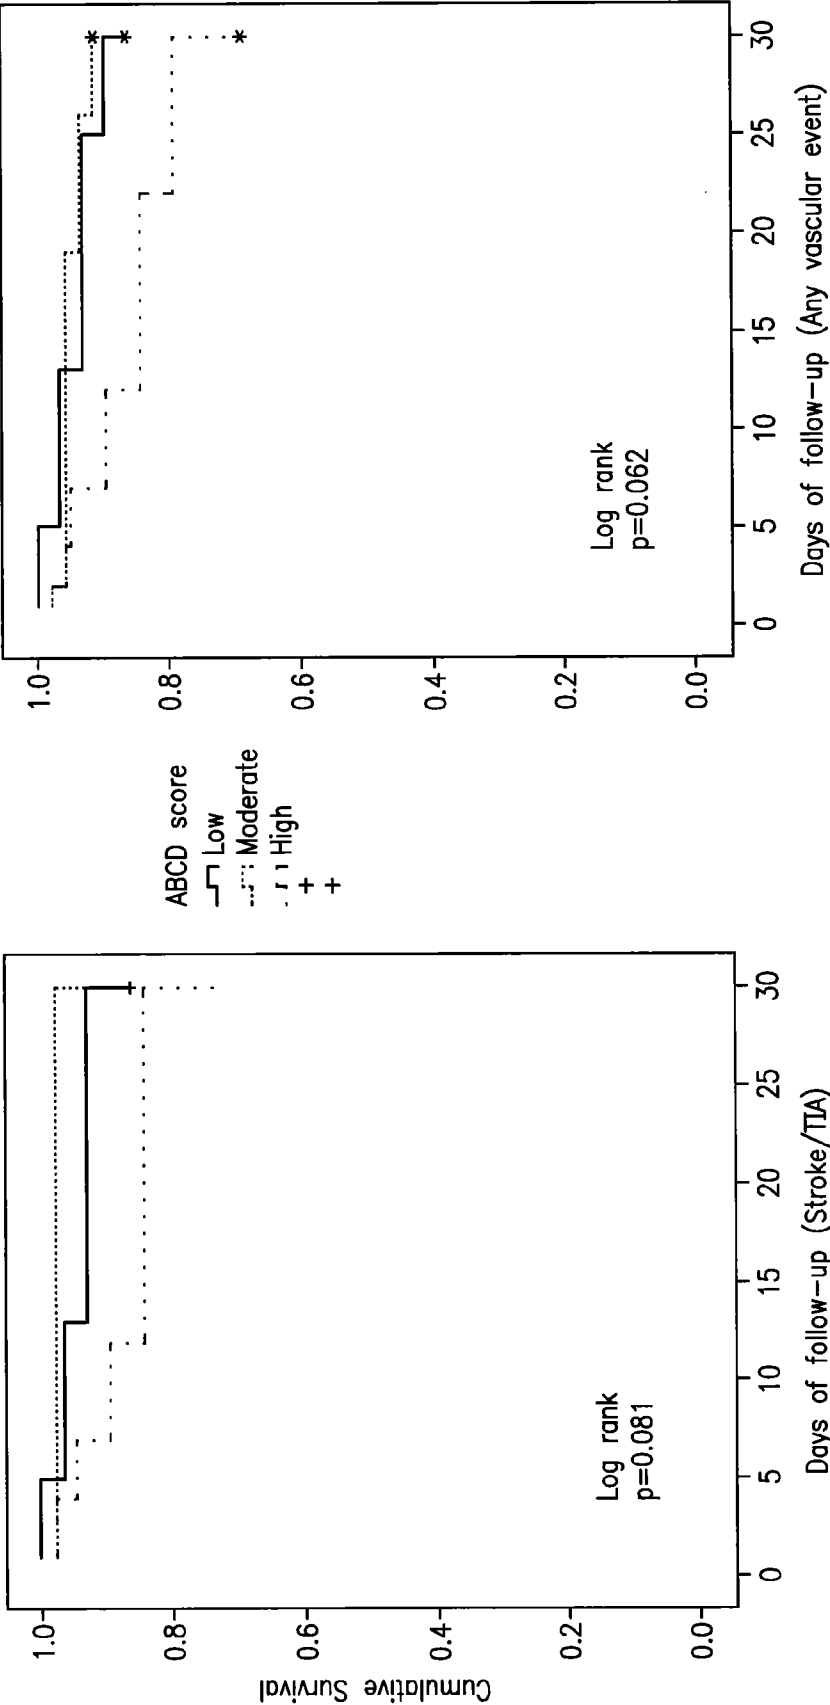 Cumulative Survival
1.0
0.8
0.6
0.4
0.2
0.0
Log rank
p=0.081
0 5 10 15 20 25 30
Days of follow-up (Stroke/TIA)
ABCD score
Low
Moderate
High
+
+
1.0
0.8
0.6
0.4
0.2
0.0
Log rank
p=0.062
0 5 10 15 20 25 30
Days of follow-up (Any vascular event)